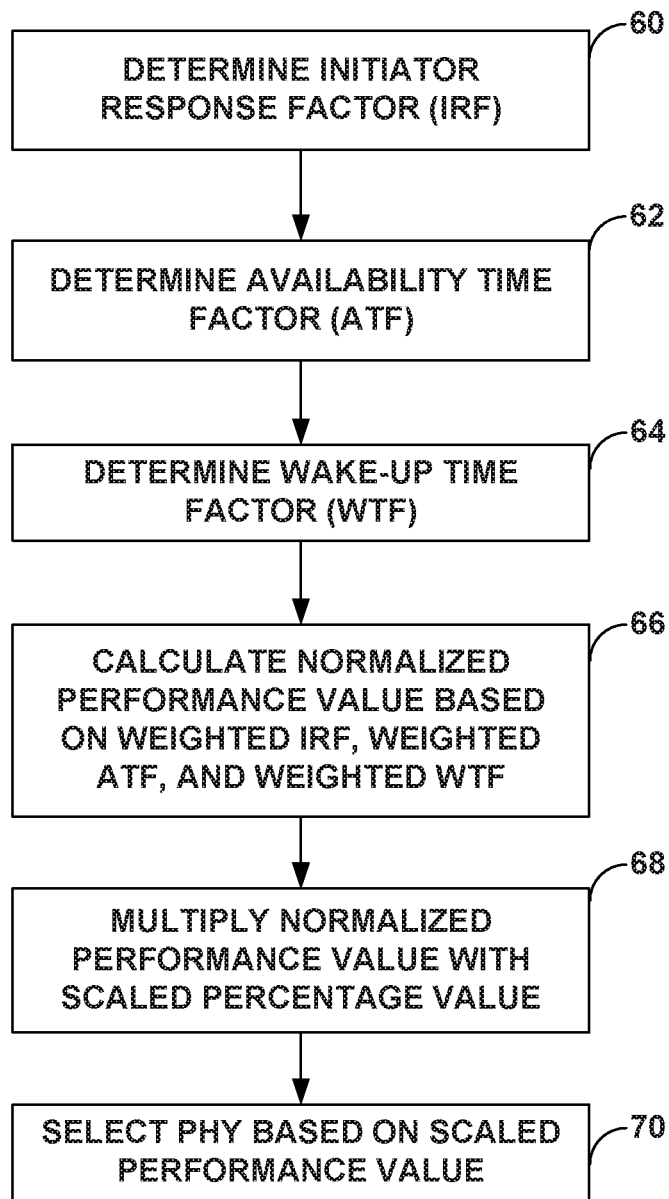 60
DETERMINE INITIATOR
RESPONSE FACTOR (IRF)
62
DETERMINE AVAILABILITY TIME
FACTOR (ATF)
64
DETERMINE WAKE-UP TIME
FACTOR (WTF)
66
CALCULATE NORMALIZED
PERFORMANCE VALUE BASED
ON WEIGHTED IRF, WEIGHTED
ATF, AND WEIGHTED WTF
68
MULTIPLY NORMALIZED
PERFORMANCE VALUE WITH
SCALED PERCENTAGE VALUE
SELECT PHY BASED ON SCALED
PERFORMANCE VALUE
70